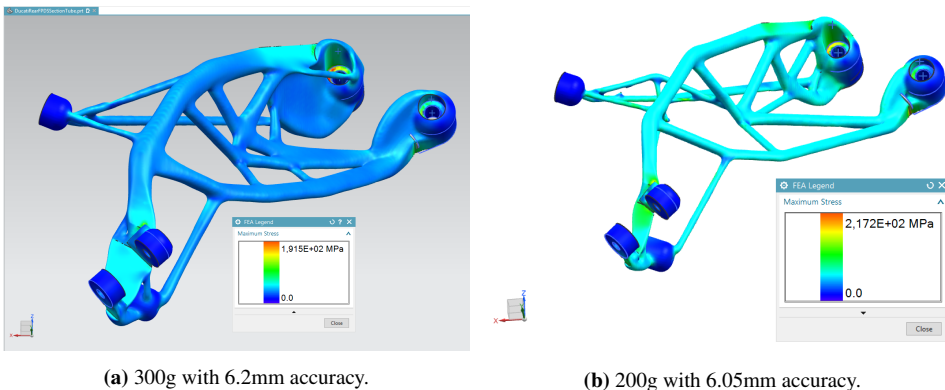 DucatiRearFPDSSectionTube.prt
FEA Legend
Maximum Stress
1,915E+02 MPa
0.0
Close
Z
X
FEA Legend
Maximum Stress
2,172E+02 MPa
0.0
Close
Z
X
(a) 300g with 6.2mm accuracy.
(b) 200g with 6.05mm accuracy.